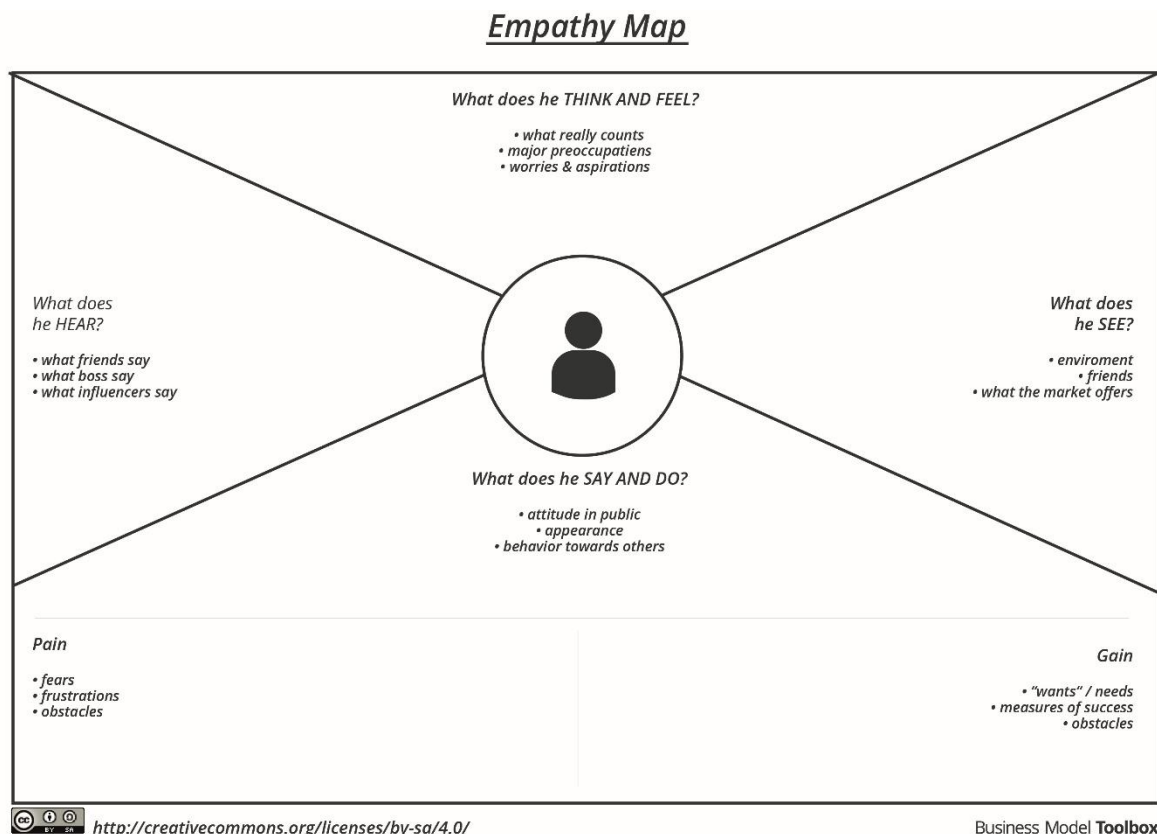 Empathy Map
What does he THINK AND FEEL?
• what really counts
• major preoccupatiens
• worries & aspirations
What does
he HEAR?
• what friends say
• what boss say
• what influencers say
What does
he SEE?
• enviroment
• friends
• what the market offers
What does he SAY AND DO?
• attitude in public
• appearance
• behavior towards others
Pain
• fears
• frustrations
• obstacles
Gain
• "wants" / needs
• measures of success
• obstacles
cc BY SA
http://creativecommons.org/licenses/by-sa/4.0/
Business Model Toolbox